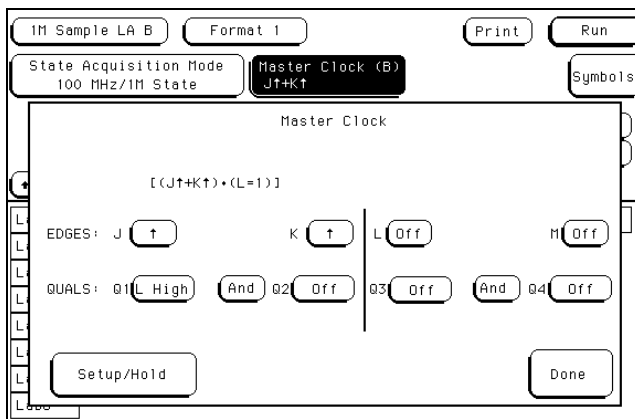 1M Sample LA B Format 1 Print Run
State Acquisition Mode
100 MHz/1M State
Master Clock (B)
J↑+K↑
Symbols
Master Clock
[(J↑+K↑)•(L=1)]
EDGES: J ↑ K ↑ L Off M Off
QUALS: Q1 L High And Q2 Off Q3 Off And Q4 Off
Setup/Hold Done